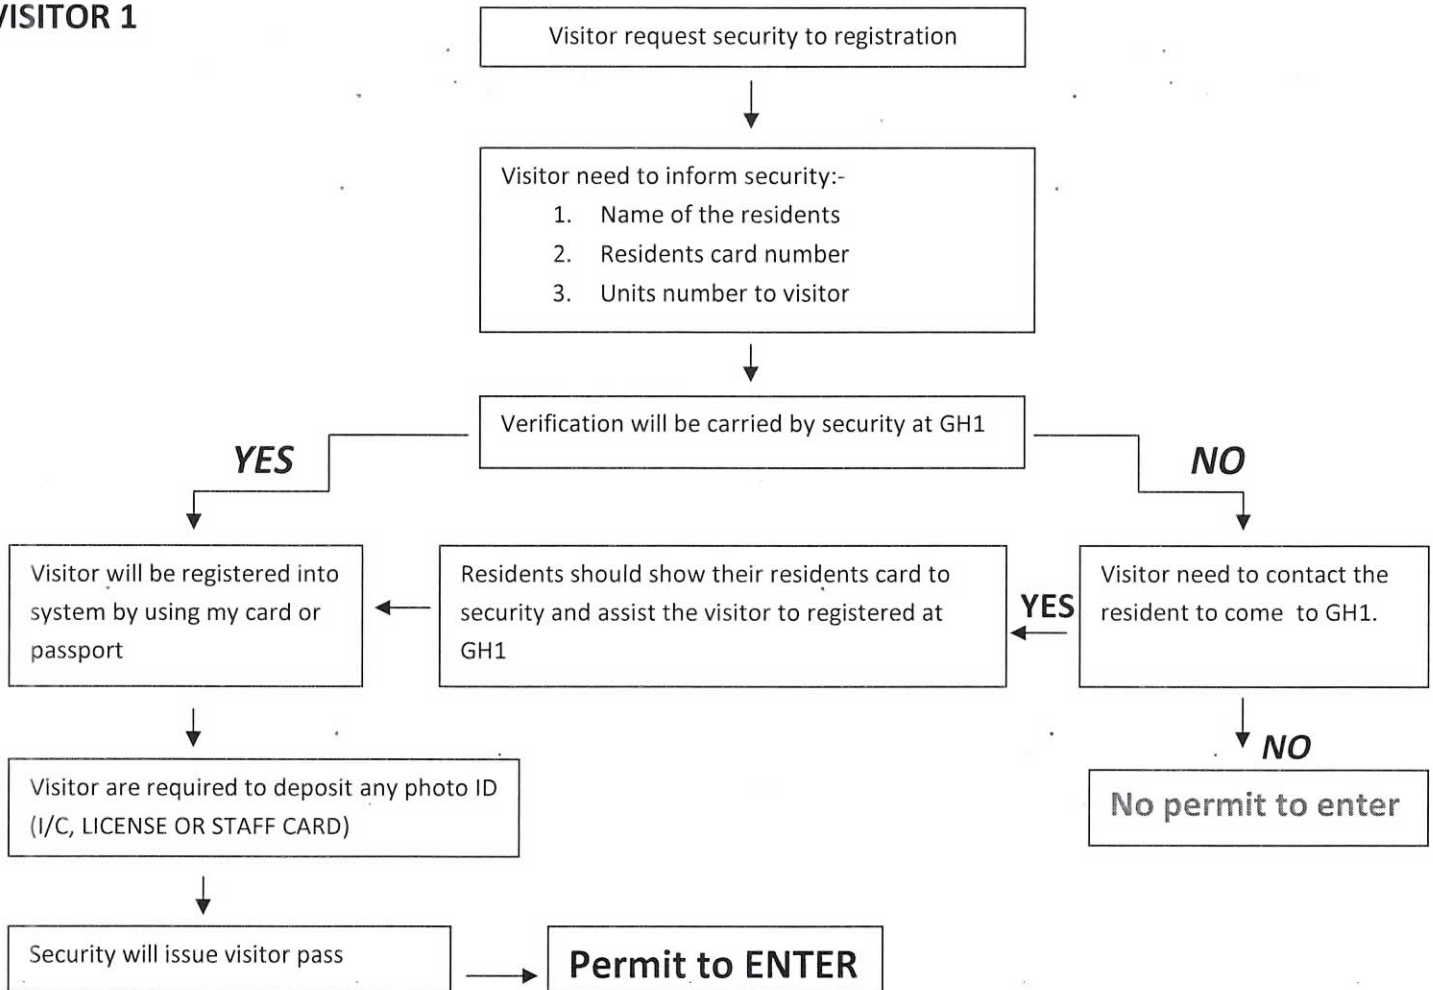 VISITOR 1
Visitor request security to registration
Visitor need to inform security:-
1. Name of the residents
2. Residents card number
3. Units number to visitor
Verification will be carried by security at GH1
YES
NO
Visitor will be registered into
system by using my card or
passport
Residents should show their residents card to
security and assist the visitor to registered at
GH1
YES
Visitor need to contact the
resident to come to GH1.
NO
No permit to enter
Visitor are required to deposit any photo ID
(I/C, LICENSE OR STAFF CARD)
Security will issue visitor pass
Permit to ENTER